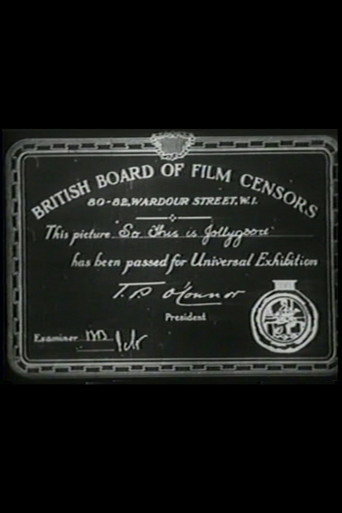 BRITISH BOARD OF FILM CENSORS
80-82, WARDOUR STREET, W.1.
This picture "So this is Jollygood"
has been passed for Universal Exhibition
T.P. O'Connor
President
Examiner